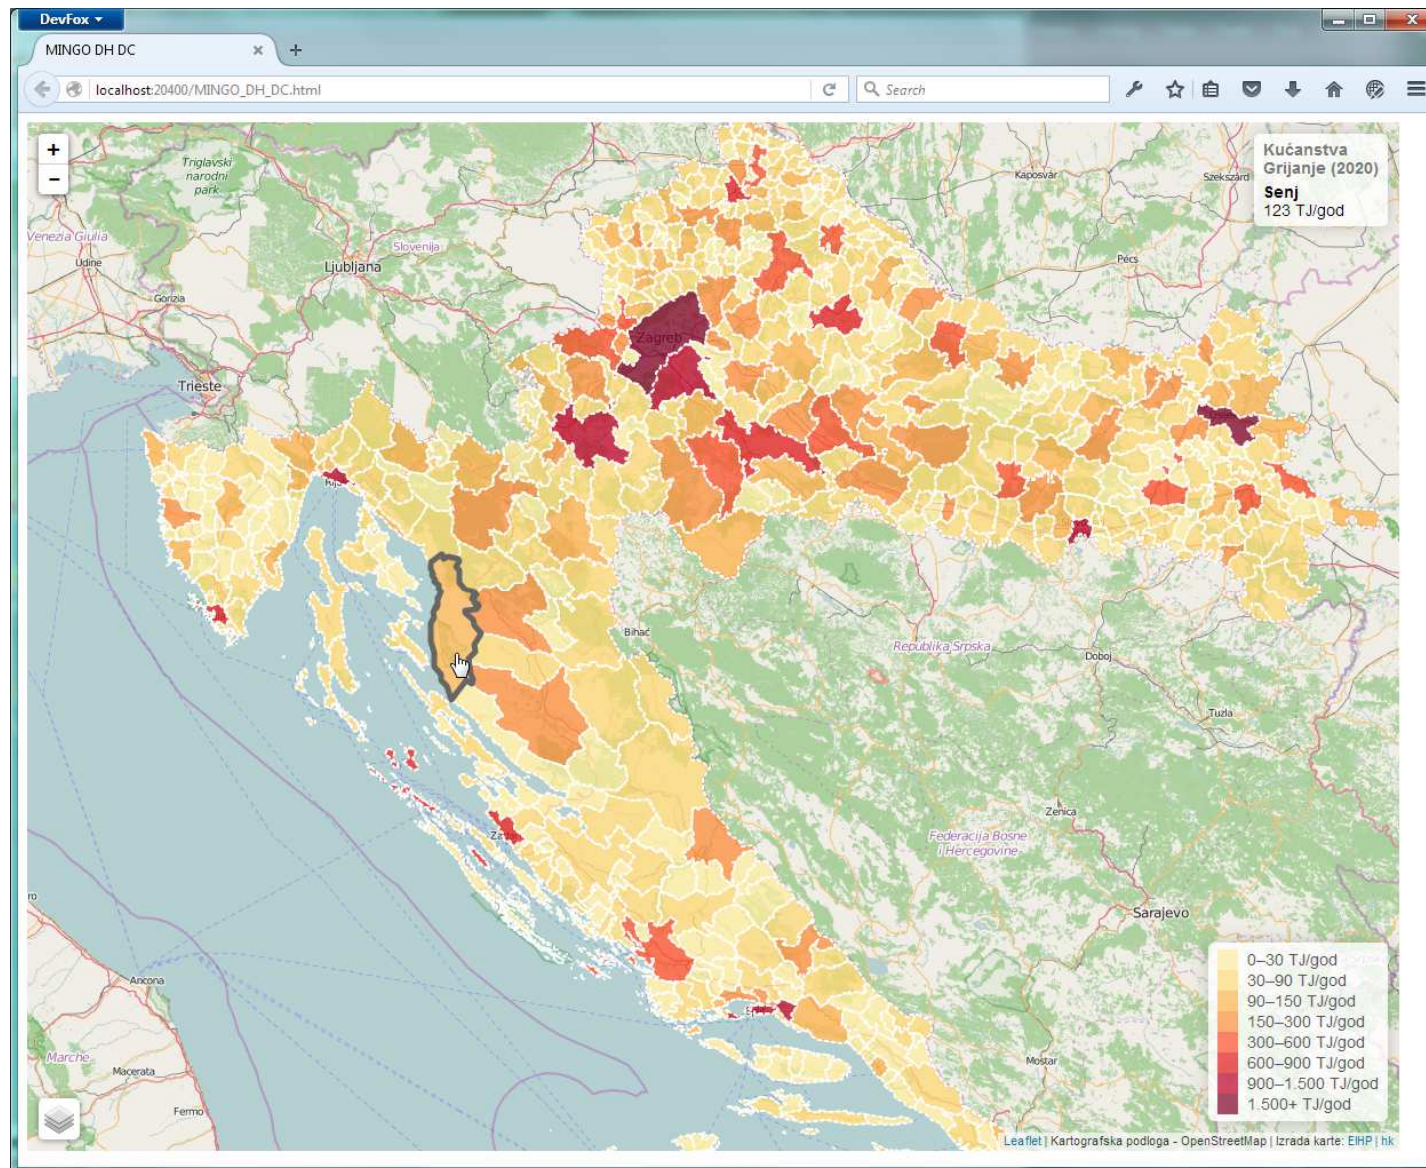 DevFox
MINGO DH DC
localhost:20400/MINGO_DH_DC.html
Search
+
-
Kućanstva
Grijanje (2020)
Senj
123 TJ/god
Triglavski
narodni
park
Kaposvár
Szekszárd
Venezia Giulia
Udine
Slovenija
Ljubljana
Pécs
Gorizia
Zagreb
Trieste
Bihać
Republika Srpska
Doboj
Tuzla
Zenica
Federacija Bosne
i Hercegovine
Sarajevo
Ancona
Marche
Macerata
Mostar
Fermo
0–30 TJ/god
30–90 TJ/god
90–150 TJ/god
150–300 TJ/god
300–600 TJ/god
600–900 TJ/god
900–1.500 TJ/god
1.500+ TJ/god
Leaflet | Kartografska podloga - OpenStreetMap | Izrada karte: EIHP | hk